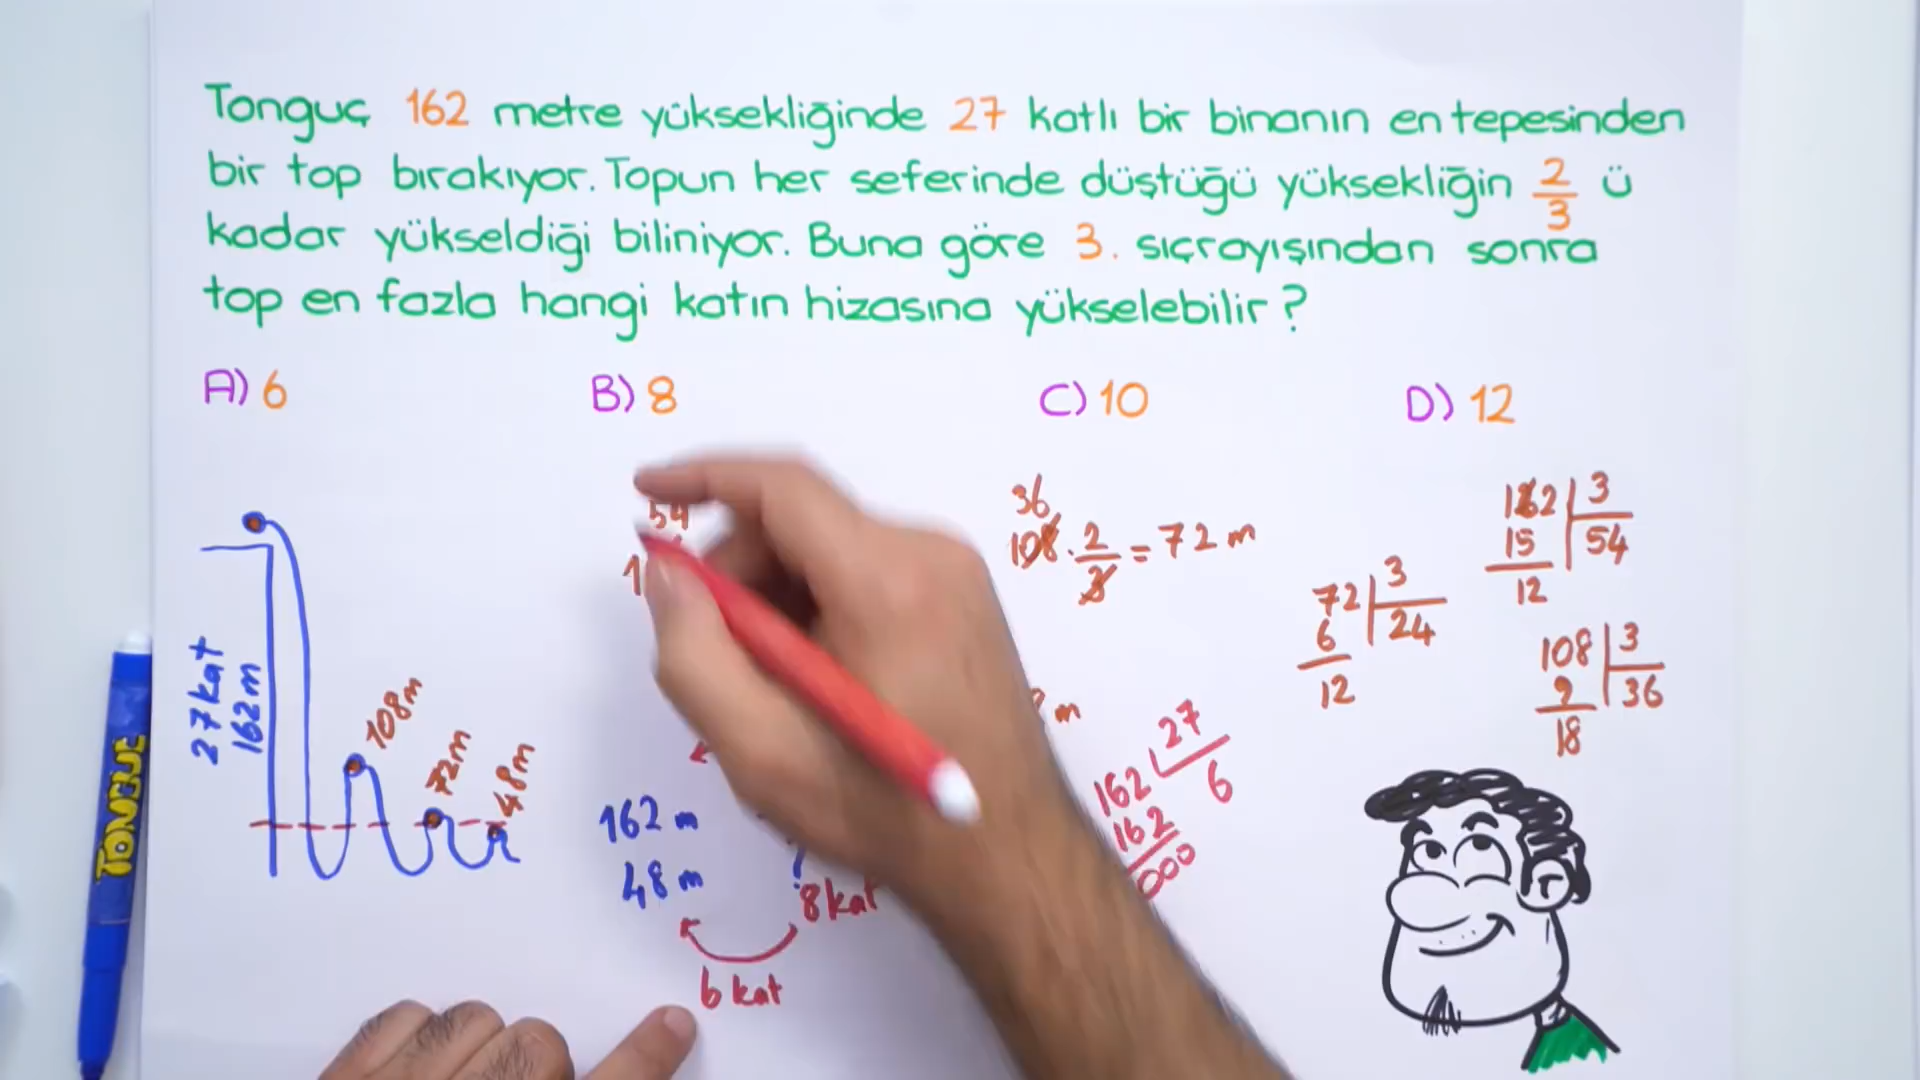 Tonguç 162 metre yüksekliğinde 27 katlı bir binanın en tepesinden
bir top bırakıyor. Topun her seferinde düştüğü yüksekliğin 2/3 ü
kadar yükseldiği biliniyor. Buna göre 3. sıçrayışından sonra
top en fazla hangi katın hizasına yükselebilir?
A) 6 B) 8 C) 10 D) 12
27 kat
162 m
108m
72m
48m
54
162 m
48 m
8 kat
6 kat
36
108 . 2/3 = 72 m
m
162 27
162 6
000
72 3
6 24
12
162 3
15 54
12
108 3
9 36
18
TONGUÇ